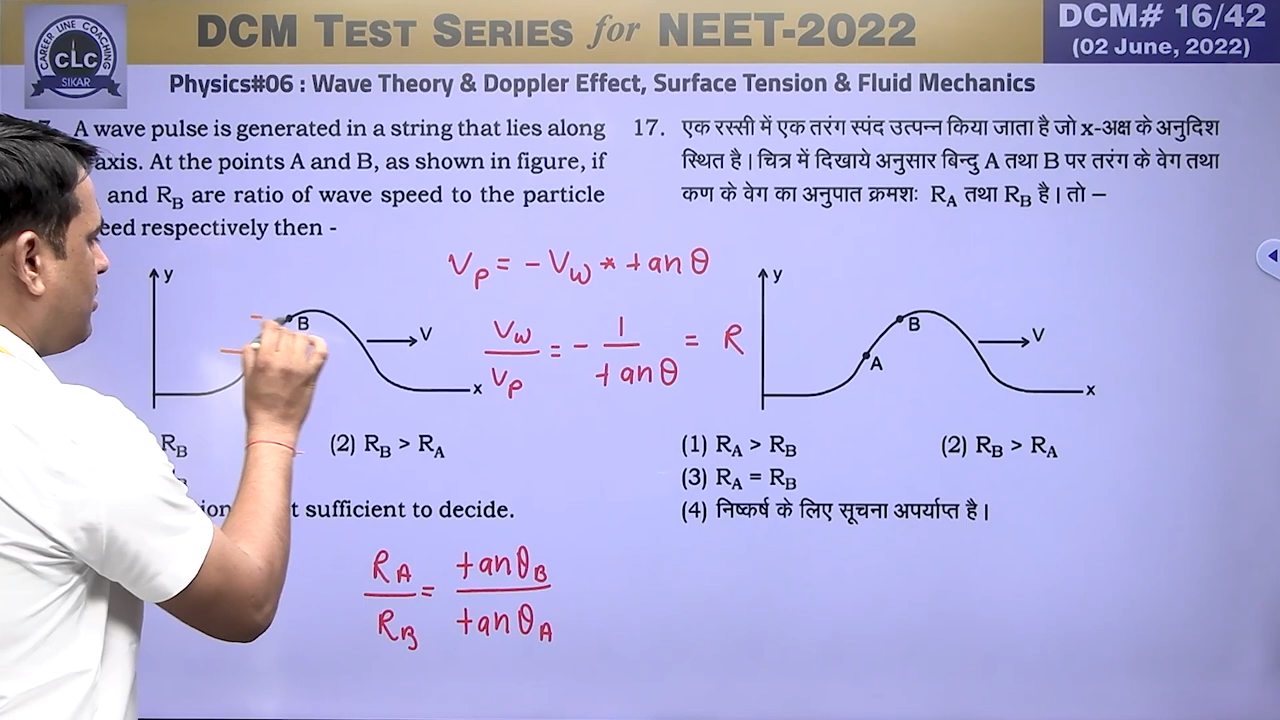 CAREER LINE COACHING
CLC
SIKAR
DCM TEST SERIES for NEET-2022
DCM# 16/42
(02 June, 2022)
Physics#06 : Wave Theory & Doppler Effect, Surface Tension & Fluid Mechanics
A wave pulse is generated in a string that lies along
axis. At the points A and B, as shown in figure, if
and R_B are ratio of wave speed to the particle
eed respectively then -
y
B
V
x
R_B
(2) R_B > R_A
t sufficient to decide.
V_p = - V_w * tan θ
V_w / V_p = - 1 / tan θ = R
R_A / R_B = tan θ_B / tan θ_A
17. एक रस्सी में एक तरंग स्पंद उत्पन्न किया जाता है जो x-अक्ष के अनुदिश
स्थित है। चित्र में दिखाये अनुसार बिन्दु A तथा B पर तरंग के वेग तथा
कण के वेग का अनुपात क्रमशः R_A तथा R_B है। तो –
y
B
A
V
x
(1) R_A > R_B
(2) R_B > R_A
(3) R_A = R_B
(4) निष्कर्ष के लिए सूचना अपर्याप्त है।